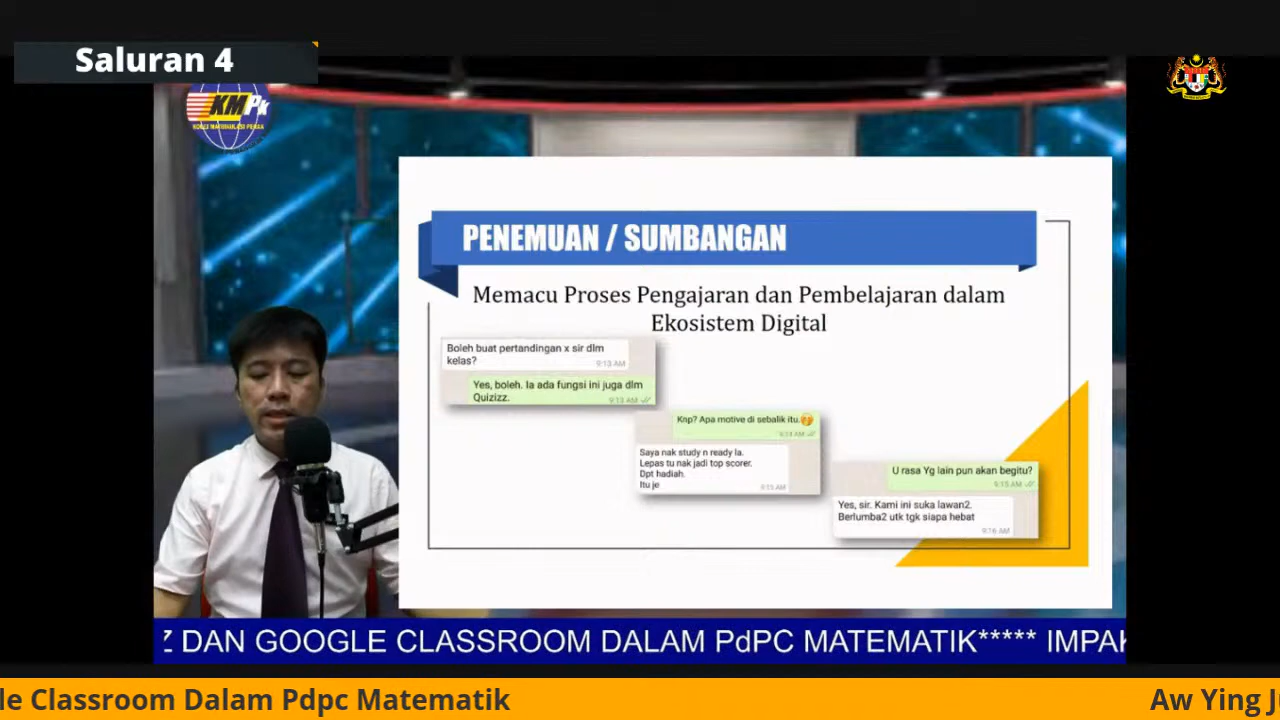 Saluran 4
KMPk
KOLEJ MATRIKULASI PERAK
PENEMUAN / SUMBANGAN
Memacu Proses Pengajaran dan Pembelajaran dalam
Ekosistem Digital
Boleh buat pertandingan x sir dlm
kelas?
9:13 AM
Yes, boleh. Ia ada fungsi ini juga dlm
Quizizz.
9:13 AM
Knp? Apa motive di sebalik itu.
9:14 AM
Saya nak study n ready la.
Lepas tu nak jadi top scorer.
Dpt hadiah.
Itu je
9:15 AM
U rasa Yg lain pun akan begitu?
9:15 AM
Yes, sir. Kami ini suka lawan2.
Berlumba2 utk tgk siapa hebat
9:16 AM
Z DAN GOOGLE CLASSROOM DALAM PdPC MATEMATIK***** IMPAK
le Classroom Dalam Pdpc Matematik
Aw Ying J